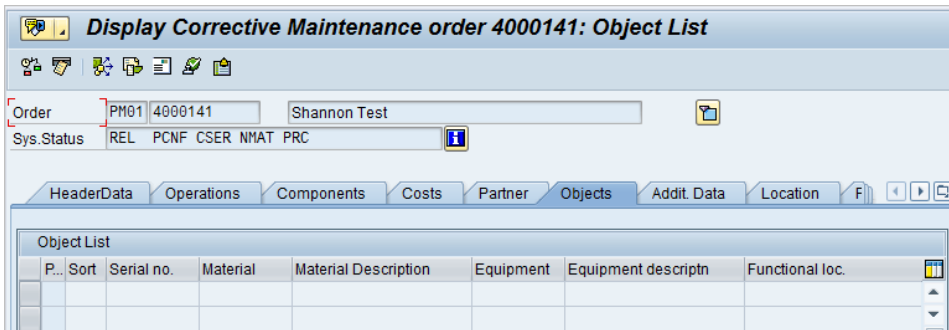 Display Corrective Maintenance order 4000141: Object List
Order PM01 4000141 Shannon Test
Sys.Status REL PCNF CSER NMAT PRC
HeaderData Operations Components Costs Partner Objects Addit. Data Location F
Object List
P... Sort Serial no. Material Material Description Equipment Equipment descriptn Functional loc.